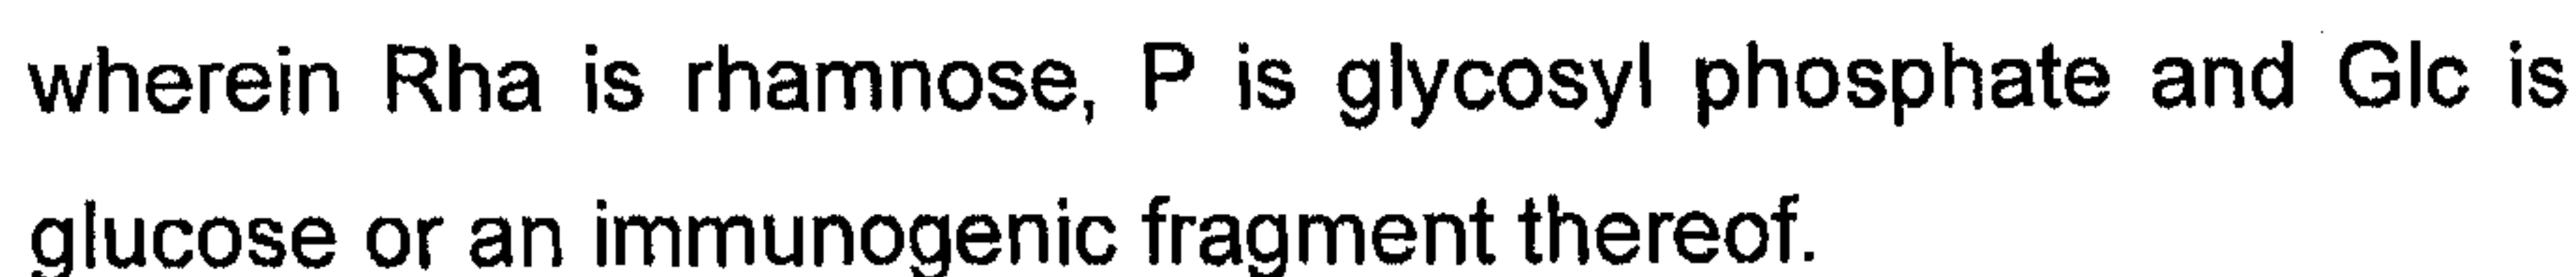 wherein Rha is rhamnose, P is glycosyl phosphate and Glc is
glucose or an immunogenic fragment thereof.